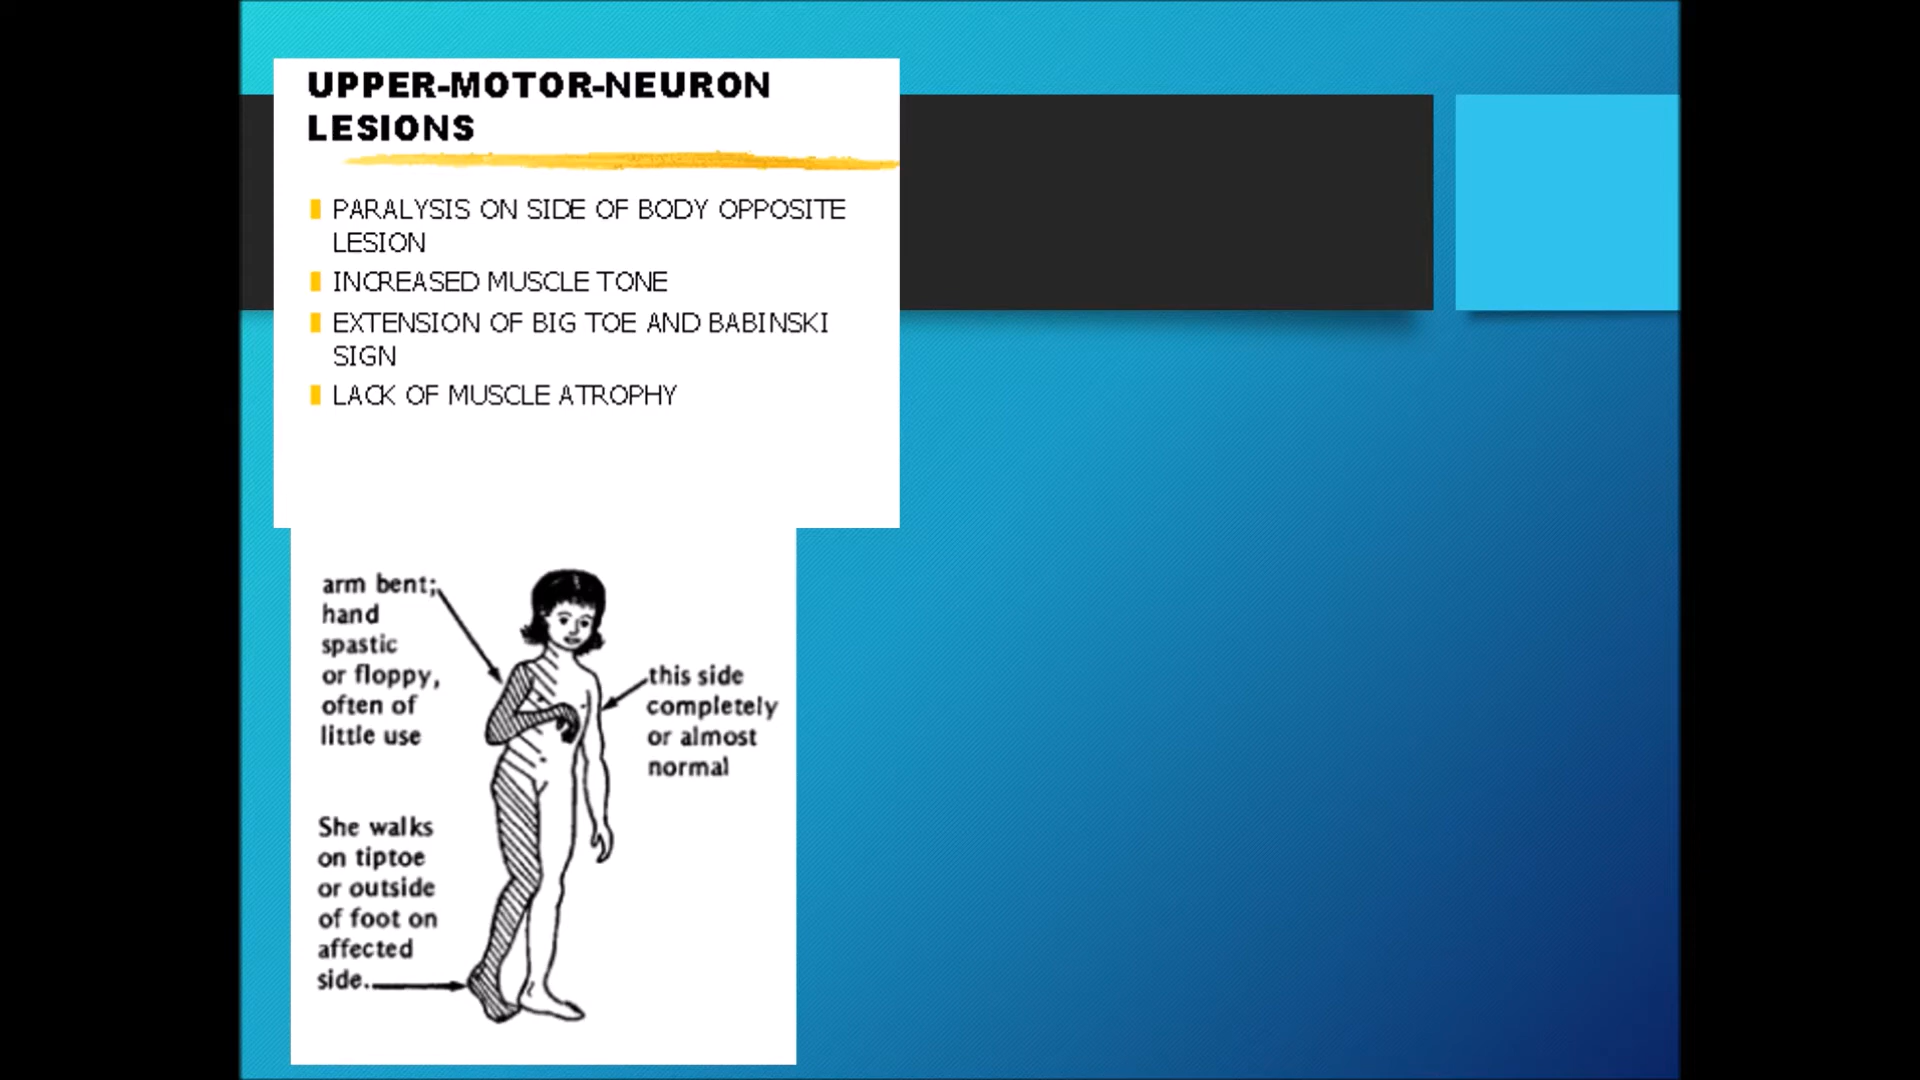 UPPER-MOTOR-NEURON
LESIONS
PARALYSIS ON SIDE OF BODY OPPOSITE
LESION
INCREASED MUSCLE TONE
EXTENSION OF BIG TOE AND BABINSKI
SIGN
LACK OF MUSCLE ATROPHY
arm bent;
hand
spastic
or floppy,
often of
little use
this side
completely
or almost
normal
She walks
on tiptoe
or outside
of foot on
affected
side.